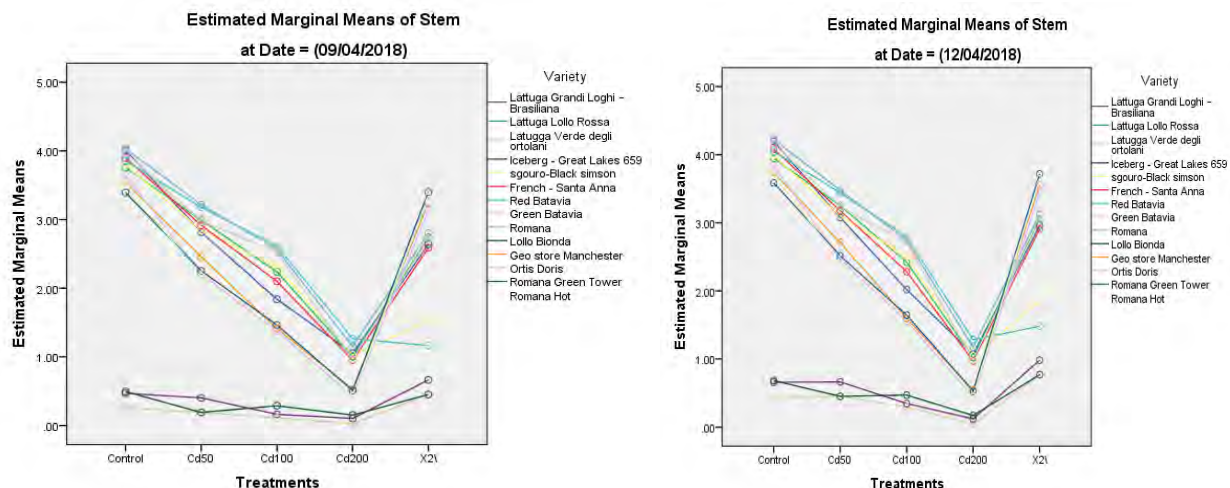 Estimated Marginal Means of Stem
at Date = (09/04/2018)
Estimated Marginal Means
5.00
4.00
3.00
2.00
1.00
.00
Control
Cd50
Cd100
Cd200
X2\
Treatments
Variety
Lattuga Grandi Loghi –
Brasiliana
Lattuga Lollo Rossa
Latugga Verde degli
ortolani
Iceberg - Great Lakes 659
sgouro-Black simson
French - Santa Anna
Red Batavia
Green Batavia
Romana
Lollo Bionda
Geo store Manchester
Ortis Doris
Romana Green Tower
Romana Hot
Estimated Marginal Means of Stem
at Date = (12/04/2018)
Estimated Marginal Means
5.00
4.00
3.00
2.00
1.00
.00
Control
Cd50
Cd100
Cd200
X2\
Treatments
Variety
Lattuga Grandi Loghi –
Brasiliana
Lattuga Lollo Rossa
Latugga Verde degli
ortolani
Iceberg - Great Lakes 659
sgouro-Black simson
French - Santa Anna
Red Batavia
Green Batavia
Romana
Lollo Bionda
Geo store Manchester
Ortis Doris
Romana Green Tower
Romana Hot